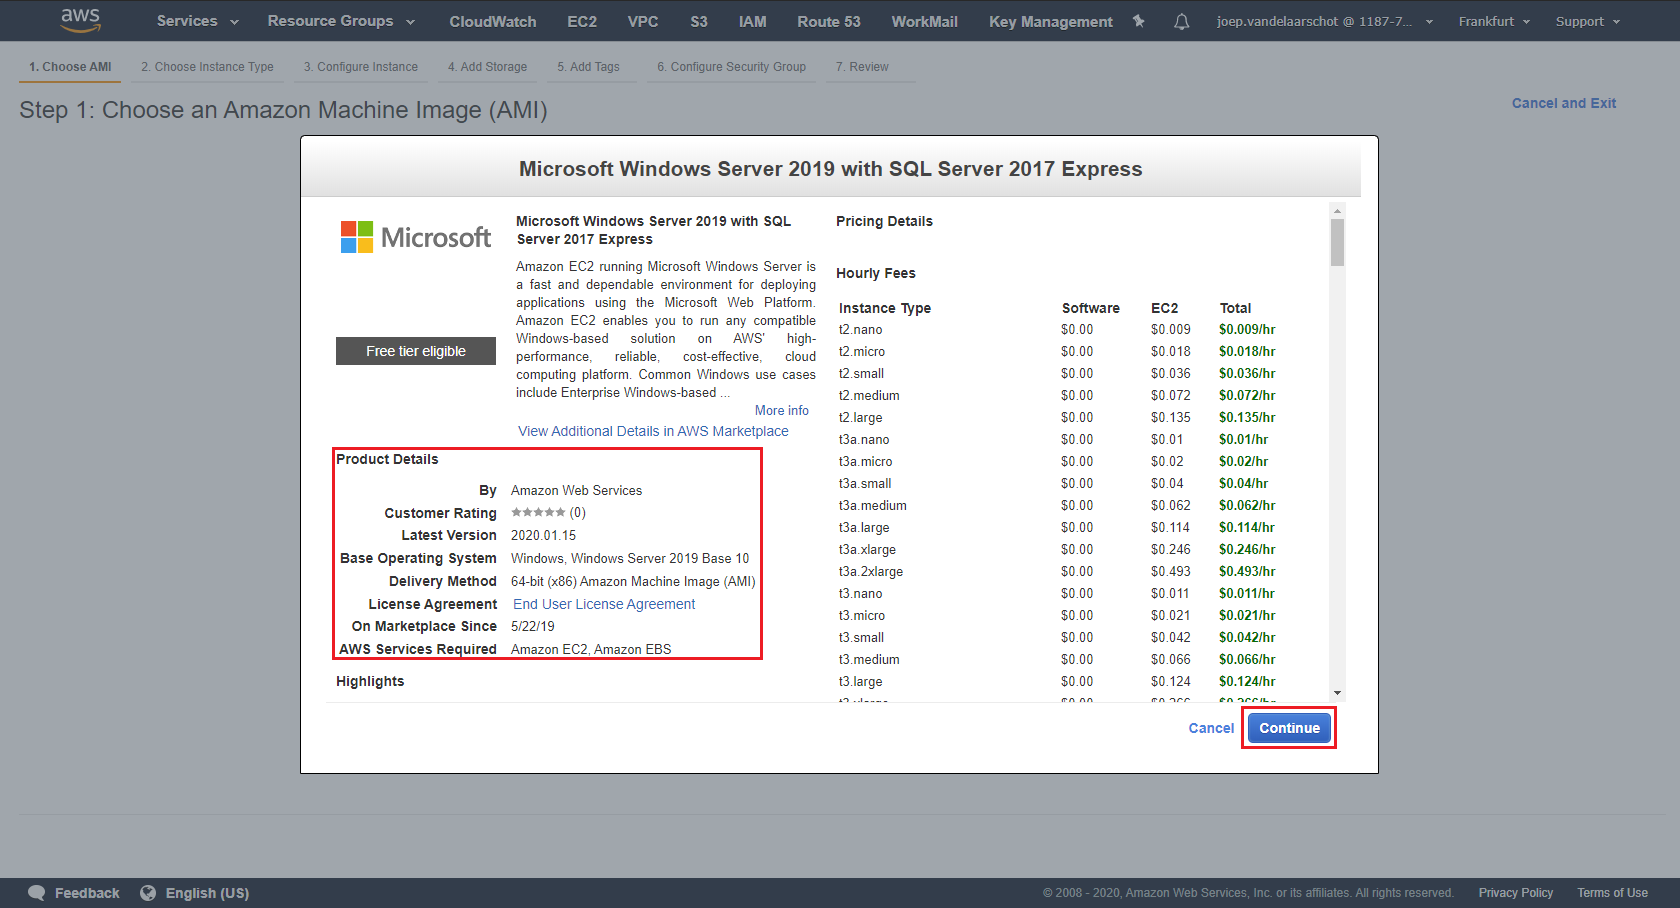 aws
Services Resource Groups CloudWatch EC2 VPC S3 IAM Route 53 WorkMail Key Management joep.vandelaarschot @ 1187-7... Frankfurt Support
1. Choose AMI 2. Choose Instance Type 3. Configure Instance 4. Add Storage 5. Add Tags 6. Configure Security Group 7. Review
Step 1: Choose an Amazon Machine Image (AMI)
Cancel and Exit
Microsoft Windows Server 2019 with SQL Server 2017 Express
Microsoft
Free tier eligible
Microsoft Windows Server 2019 with SQL
Server 2017 Express
Amazon EC2 running Microsoft Windows Server is
a fast and dependable environment for deploying
applications using the Microsoft Web Platform.
Amazon EC2 enables you to run any compatible
Windows-based solution on AWS' high-
performance, reliable, cost-effective, cloud
computing platform. Common Windows use cases
include Enterprise Windows-based ...
More info
View Additional Details in AWS Marketplace
Product Details
By Amazon Web Services
Customer Rating ★★★★★ (0)
Latest Version 2020.01.15
Base Operating System Windows, Windows Server 2019 Base 10
Delivery Method 64-bit (x86) Amazon Machine Image (AMI)
License Agreement End User License Agreement
On Marketplace Since 5/22/19
AWS Services Required Amazon EC2, Amazon EBS
Highlights
Pricing Details
Hourly Fees
Instance Type Software EC2 Total
t2.nano $0.00 $0.009 $0.009/hr
t2.micro $0.00 $0.018 $0.018/hr
t2.small $0.00 $0.036 $0.036/hr
t2.medium $0.00 $0.072 $0.072/hr
t2.large $0.00 $0.135 $0.135/hr
t3a.nano $0.00 $0.01 $0.01/hr
t3a.micro $0.00 $0.02 $0.02/hr
t3a.small $0.00 $0.04 $0.04/hr
t3a.medium $0.00 $0.062 $0.062/hr
t3a.large $0.00 $0.114 $0.114/hr
t3a.xlarge $0.00 $0.246 $0.246/hr
t3a.2xlarge $0.00 $0.493 $0.493/hr
t3.nano $0.00 $0.011 $0.011/hr
t3.micro $0.00 $0.021 $0.021/hr
t3.small $0.00 $0.042 $0.042/hr
t3.medium $0.00 $0.066 $0.066/hr
t3.large $0.00 $0.124 $0.124/hr
Cancel Continue
Feedback English (US)
© 2008 - 2020, Amazon Web Services, Inc. or its affiliates. All rights reserved. Privacy Policy Terms of Use